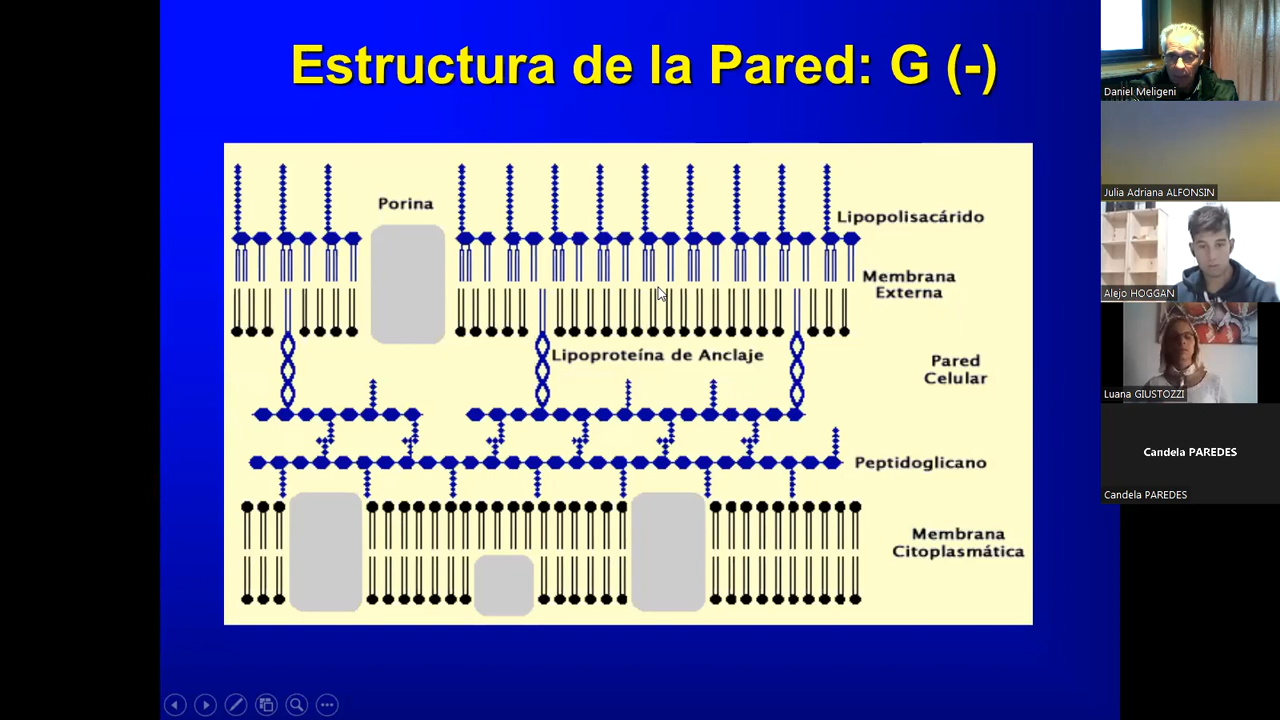 Estructura de la Pared: G (-)
Porina
Lipopolisacárido
Membrana
Externa
Lipoproteína de Anclaje
Pared
Celular
Peptidoglicano
Membrana
Citoplasmática
Daniel Meligeni
Julia Adriana ALFONSIN
Alejo HOGGAN
Luana GIUSTOZZI
Candela PAREDES
Candela PAREDES